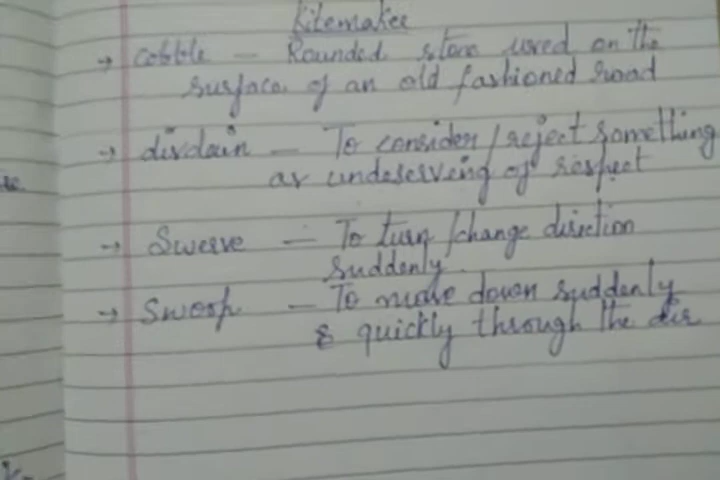 Kitemaker
→ cobble — Rounded stone used on the
surface of an old fashioned road
→ disdain — To consider/reject something
as undeserving of respect
→ Swerve — To turn/change direction
suddenly
→ Swoop — To move down suddenly
& quickly through the air